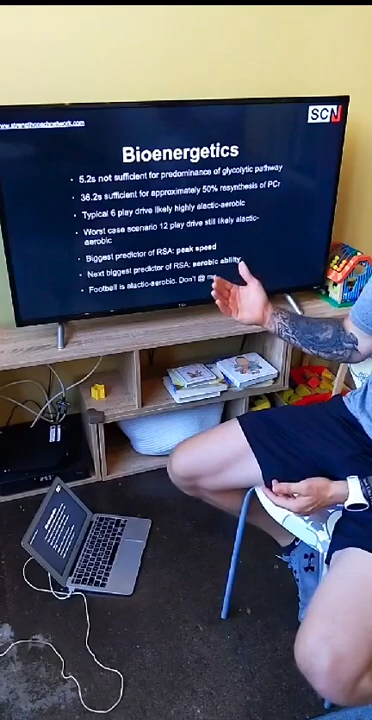 www.strengthcoachnetwork.com
SCN
Bioenergetics
5.2s not sufficient for predominance of glycolytic pathway
36.2s sufficient for approximately 50% resynthesis of PCr
Typical 6 play drive likely highly alactic-aerobic
Worst case scenario 12 play drive still likely alactic-
aerobic
Biggest predictor of RSA: peak speed
Next biggest predictor of RSA: aerobic ability
Football is alactic-aerobic. Don't @